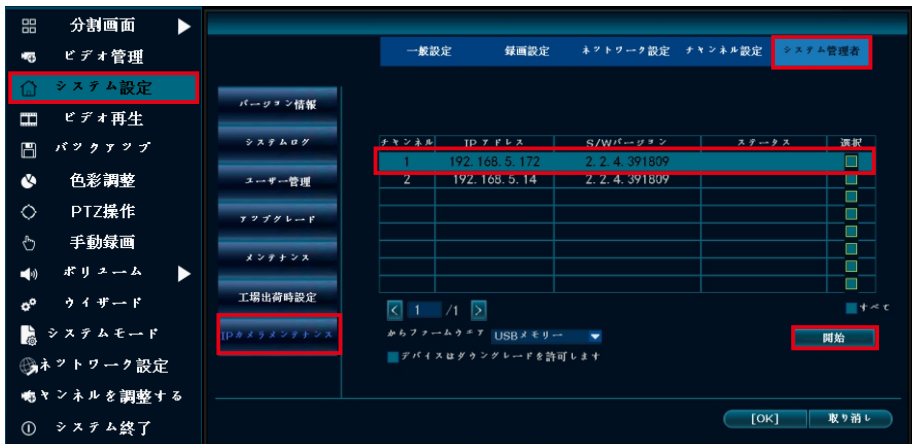 分割画面
ビデオ管理
システム設定
ビデオ再生
バックアップ
色彩調整
PTZ操作
手動録画
ボリューム
ウイザード
システムモード
ネットワーク設定
ャンネルを調整する
システム終了
一般設定 録画設定 ネットワーク設定 チャンネル設定 システム管理者
バージョン情報
システムログ
ユーザー管理
アップグレード
メンテナンス
工場出荷時設定
IPカメラメンテナンス
チャンネル IPアドレス S/Wバージョン ステータス 選択
1 192.168.5.172 2.2.4.391809
2 192.168.5.14 2.2.4.391809
< 1 /1 > すべて
からファームウェア USBメモリー 開始
デバイスはダウングレードを許可します
[OK] 取り消し